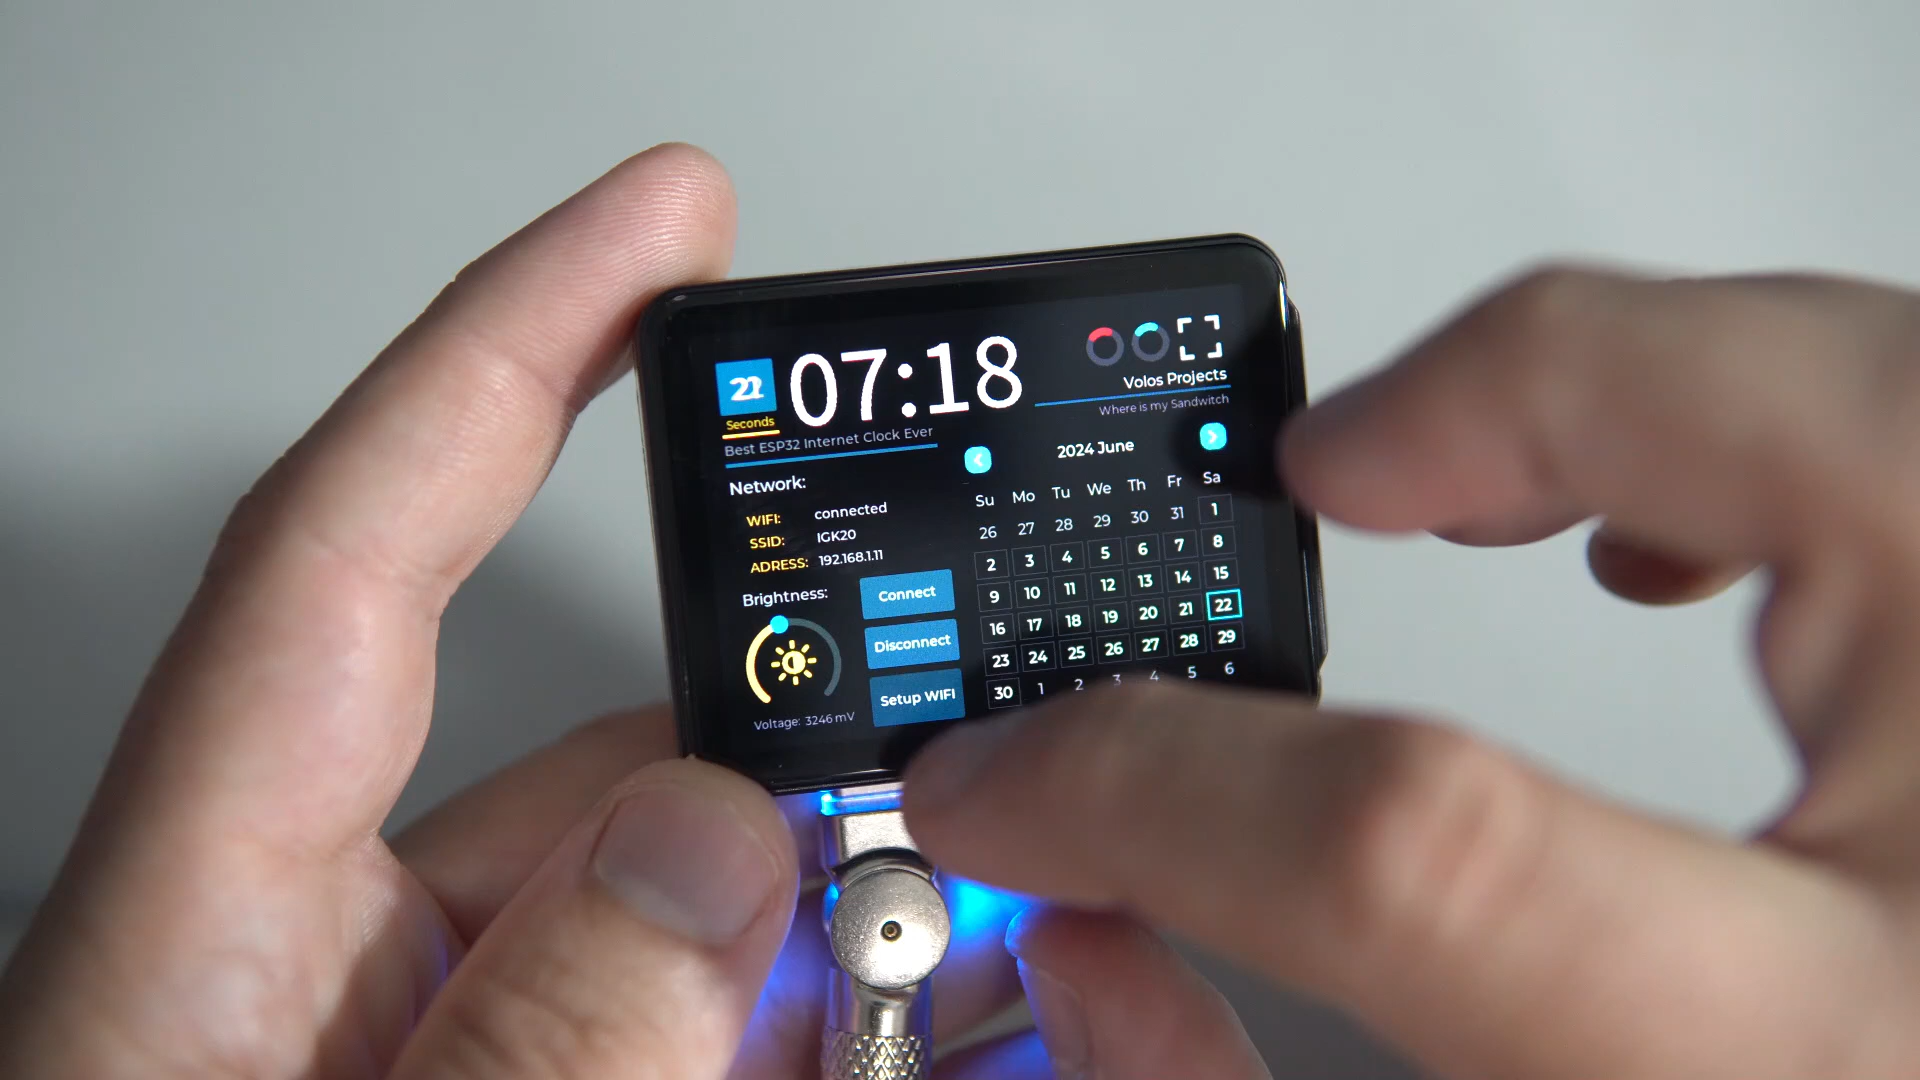 07:18
Seconds
Best ESP32 Internet Clock Ever
Volos Projects
Where is my Sandwitch
Network:
WIFI: connected
SSID: IGK20
ADRESS: 192.168.1.11
Brightness:
Voltage: 3246 mV
Connect
Disconnect
Setup WIFI
2024 June
Su Mo Tu We Th Fr Sa
26 27 28 29 30 31 1
2 3 4 5 6 7 8
9 10 11 12 13 14 15
16 17 18 19 20 21 22
23 24 25 26 27 28 29
30 1 2 3 4 5 6